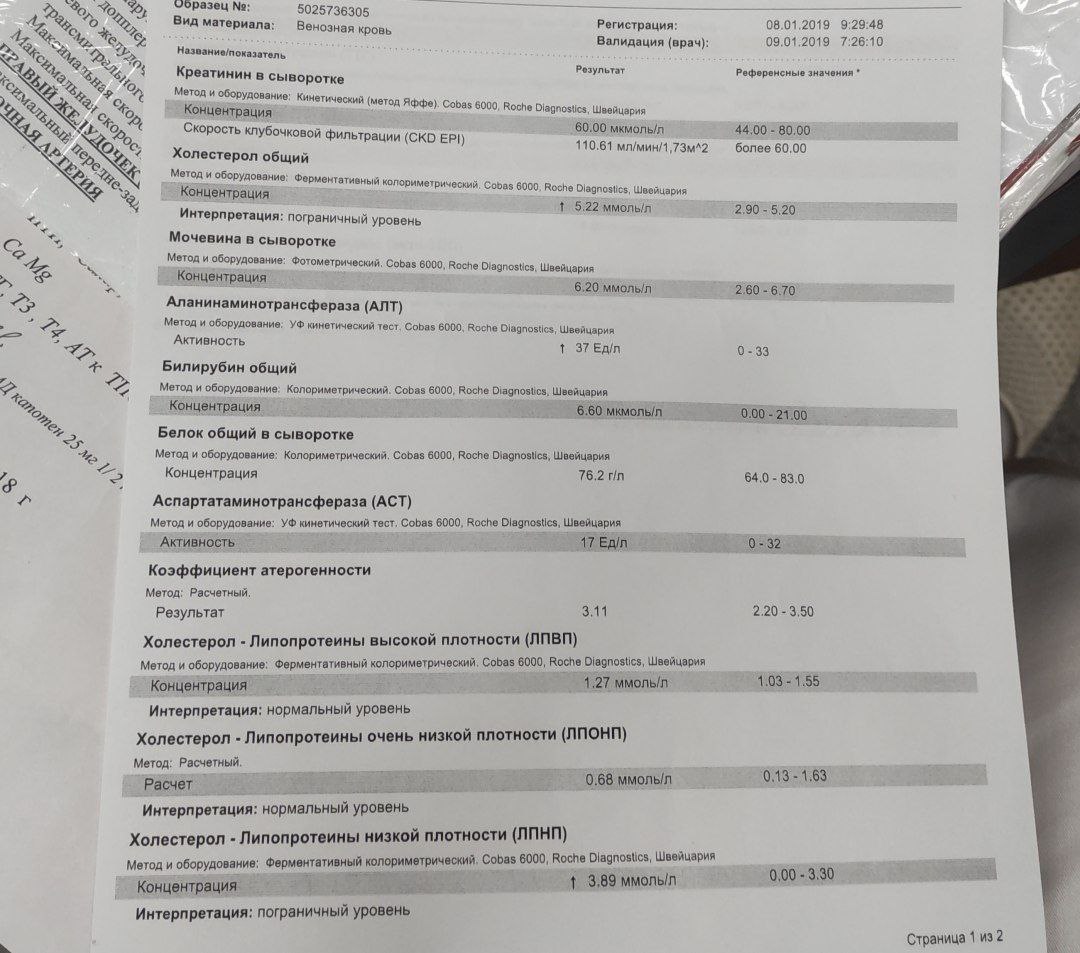 Образец №: 5025736305
Вид материала: Венозная кровь
Регистрация: 08.01.2019 9:29:48
Валидация (врач): 09.01.2019 7:26:10
Название/показатель Результат Референсные значения *
Креатинин в сыворотке
Метод и оборудование: Кинетический (метод Яффе). Cobas 6000, Roche Diagnostics, Швейцария
Концентрация 60.00 мкмоль/л 44.00 - 80.00
Скорость клубочковой фильтрации (CKD EPI) 110.61 мл/мин/1,73м^2 более 60.00
Холестерол общий
Метод и оборудование: Ферментативный колориметрический. Cobas 6000, Roche Diagnostics, Швейцария
Концентрация ↑ 5.22 ммоль/л 2.90 - 5.20
Интерпретация: пограничный уровень
Мочевина в сыворотке
Метод и оборудование: Фотометрический. Cobas 6000, Roche Diagnostics, Швейцария
Концентрация 6.20 ммоль/л 2.60 - 6.70
Аланинаминотрансфераза (АЛТ)
Метод и оборудование: УФ кинетический тест. Cobas 6000, Roche Diagnostics, Швейцария
Активность ↑ 37 Ед/л 0 - 33
Билирубин общий
Метод и оборудование: Колориметрический. Cobas 6000, Roche Diagnostics, Швейцария
Концентрация 6.60 мкмоль/л 0.00 - 21.00
Белок общий в сыворотке
Метод и оборудование: Колориметрический. Cobas 6000, Roche Diagnostics, Швейцария
Концентрация 76.2 г/л 64.0 - 83.0
Аспартатаминотрансфераза (АСТ)
Метод и оборудование: УФ кинетический тест. Cobas 6000, Roche Diagnostics, Швейцария
Активность 17 Ед/л 0 - 32
Коэффициент атерогенности
Метод: Расчетный.
Результат 3.11 2.20 - 3.50
Холестерол - Липопротеины высокой плотности (ЛПВП)
Метод и оборудование: Ферментативный колориметрический. Cobas 6000, Roche Diagnostics, Швейцария
Концентрация 1.27 ммоль/л 1.03 - 1.55
Интерпретация: нормальный уровень
Холестерол - Липопротеины очень низкой плотности (ЛПОНП)
Метод: Расчетный.
Расчет 0.68 ммоль/л 0.13 - 1.63
Интерпретация: нормальный уровень
Холестерол - Липопротеины низкой плотности (ЛПНП)
Метод и оборудование: Ферментативный колориметрический. Cobas 6000, Roche Diagnostics, Швейцария
Концентрация ↑ 3.89 ммоль/л 0.00 - 3.30
Интерпретация: пограничный уровень
Страница 1 из 2
трансмитрального
Максимальная скорость
Максимальная скорость
ПРАВЫЙ ЖЕЛУДОЧЕК
передне-зад
АРТЕРИЯ
Ca Mg
Т3, Т4, АТ к
капотен 25 мг 1/2
18 г